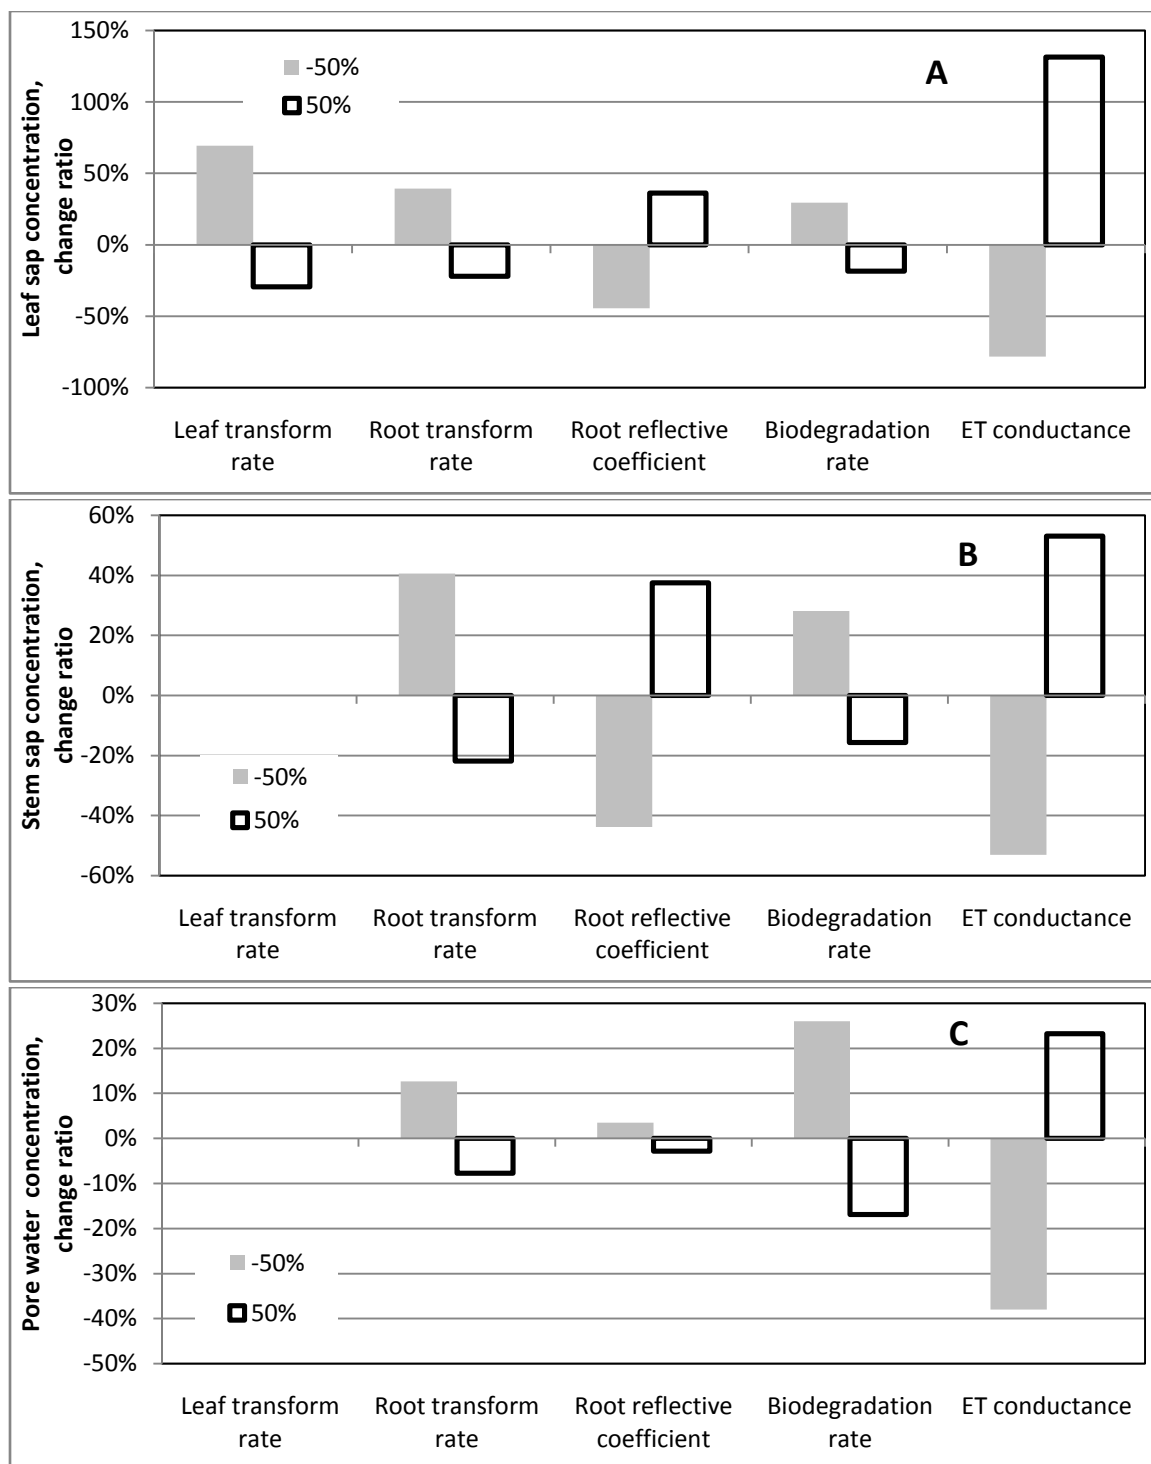 Leaf sap concentration,
change ratio
150%
100%
50%
0%
-50%
-100%
-50%
50%
A
Leaf transform
rate
Root transform
rate
Root reflective
coefficient
Biodegradation
rate
ET conductance
Stem sap concentration,
change ratio
60%
40%
20%
0%
-20%
-40%
-60%
-50%
50%
B
Leaf transform
rate
Root transform
rate
Root reflective
coefficient
Biodegradation
rate
ET conductance
Pore water concentration,
change ratio
30%
20%
10%
0%
-10%
-20%
-30%
-40%
-50%
-50%
50%
C
Leaf transform
rate
Root transform
rate
Root reflective
coefficient
Biodegradation
rate
ET conductance